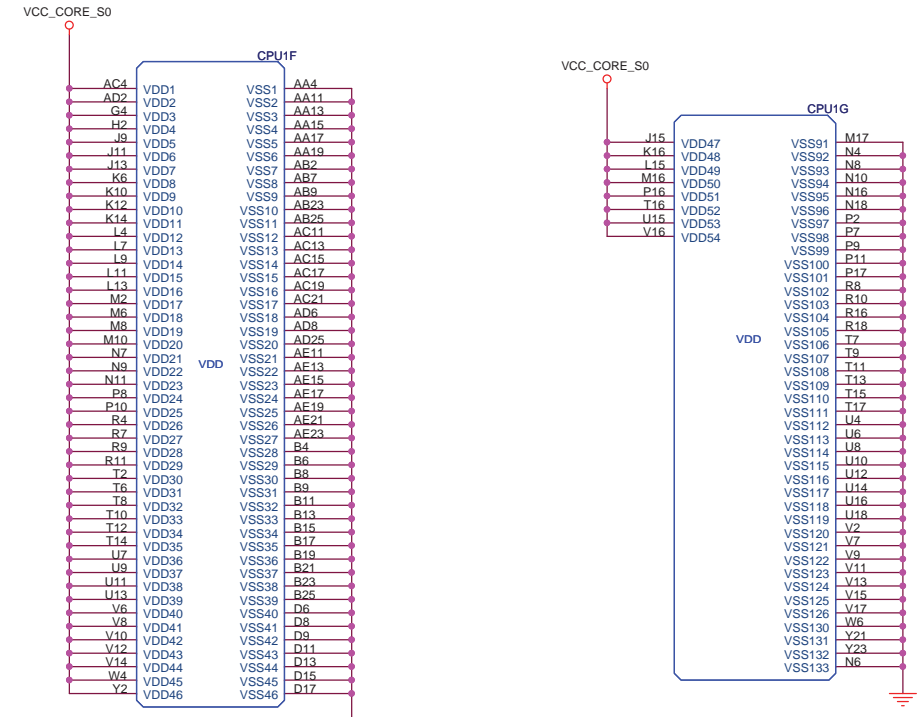 VCC_CORE_S0
CPU1F
AC4 VDD1 VSS1 AA4
AD2 VDD2 VSS2 AA11
G4 VDD3 VSS3 AA13
H2 VDD4 VSS4 AA15
J9 VDD5 VSS5 AA17
J11 VDD6 VSS6 AA19
J13 VDD7 VSS7 AB2
K6 VDD8 VSS8 AB7
K10 VDD9 VSS9 AB9
K12 VDD10 VSS10 AB23
K14 VDD11 VSS11 AB25
L4 VDD12 VSS12 AC11
L7 VDD13 VSS13 AC13
L9 VDD14 VSS14 AC15
L11 VDD15 VSS15 AC17
L13 VDD16 VSS16 AC19
M2 VDD17 VSS17 AC21
M6 VDD18 VSS18 AD6
M8 VDD19 VSS19 AD8
M10 VDD20 VSS20 AD25
N7 VDD21 VSS21 AE11
N9 VDD22 VSS22 AE13
N11 VDD23 VSS23 AE15
P8 VDD24 VSS24 AE17
P10 VDD25 VSS25 AE19
R4 VDD26 VSS26 AE21
R7 VDD27 VSS27 AE23
R9 VDD28 VSS28 B4
R11 VDD29 VSS29 B6
T2 VDD30 VSS30 B8
T6 VDD31 VSS31 B9
T8 VDD32 VSS32 B11
T10 VDD33 VSS33 B13
T12 VDD34 VSS34 B15
T14 VDD35 VSS35 B17
U7 VDD36 VSS36 B19
U9 VDD37 VSS37 B21
U11 VDD38 VSS38 B23
U13 VDD39 VSS39 B25
V6 VDD40 VSS40 D6
V8 VDD41 VSS41 D8
V10 VDD42 VSS42 D9
V12 VDD43 VSS43 D11
V14 VDD44 VSS44 D13
W4 VDD45 VSS45 D15
Y2 VDD46 VSS46 D17
VDD
VCC_CORE_S0
CPU1G
J15 VDD47 VSS91 M17
K16 VDD48 VSS92 N4
L15 VDD49 VSS93 N8
M16 VDD50 VSS94 N10
P16 VDD51 VSS95 N16
T16 VDD52 VSS96 N18
U15 VDD53 VSS97 P2
V16 VDD54 VSS98 P7
VSS99 P9
VSS100 P11
VSS101 P17
VSS102 R8
VSS103 R10
VSS104 R16
VSS105 R18
VDD VSS106 T7
VSS107 T9
VSS108 T11
VSS109 T13
VSS110 T15
VSS111 T17
VSS112 U4
VSS113 U6
VSS114 U8
VSS115 U10
VSS116 U12
VSS117 U14
VSS118 U16
VSS119 U18
VSS120 V2
VSS121 V7
VSS122 V9
VSS123 V11
VSS124 V13
VSS125 V15
VSS126 V17
VSS130 W6
VSS131 Y21
VSS132 Y23
VSS133 N6